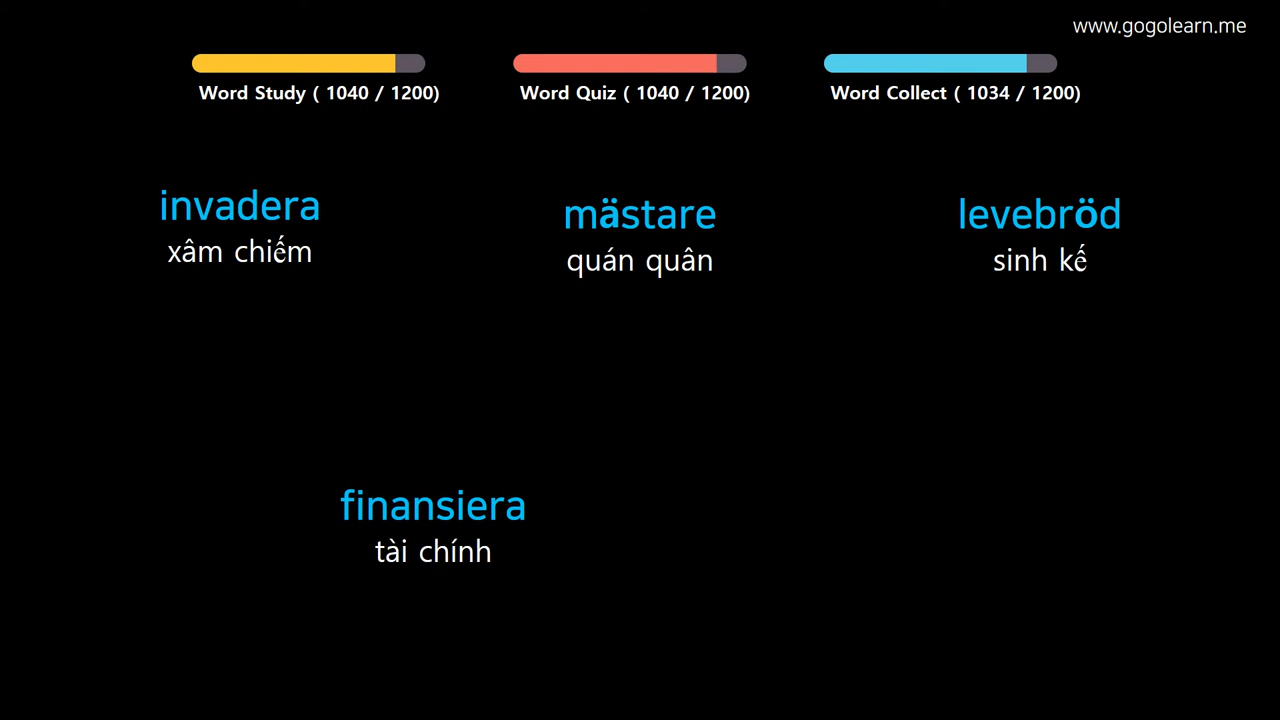 www.gogolearn.me
Word Study ( 1040 / 1200)
Word Quiz ( 1040 / 1200)
Word Collect ( 1034 / 1200)
invadera
xâm chiếm
mästare
quán quân
levebröd
sinh kế
finansiera
tài chính